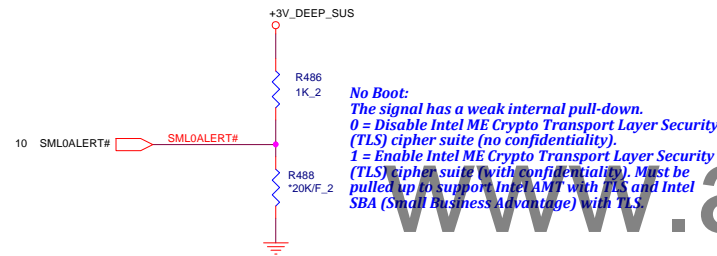 +3V_DEEP_SUS
R486
1K_2
No Boot:
The signal has a weak internal pull-down.
0 = Disable Intel ME Crypto Transport Layer Security
(TLS) cipher suite (no confidentiality).
1 = Enable Intel ME Crypto Transport Layer Security
(TLS) cipher suite (with confidentiality). Must be
pulled up to support Intel AMT with TLS and Intel
SBA (Small Business Advantage) with TLS.
10 SML0ALERT# SML0ALERT#
R488
*20K/F_2
www.a